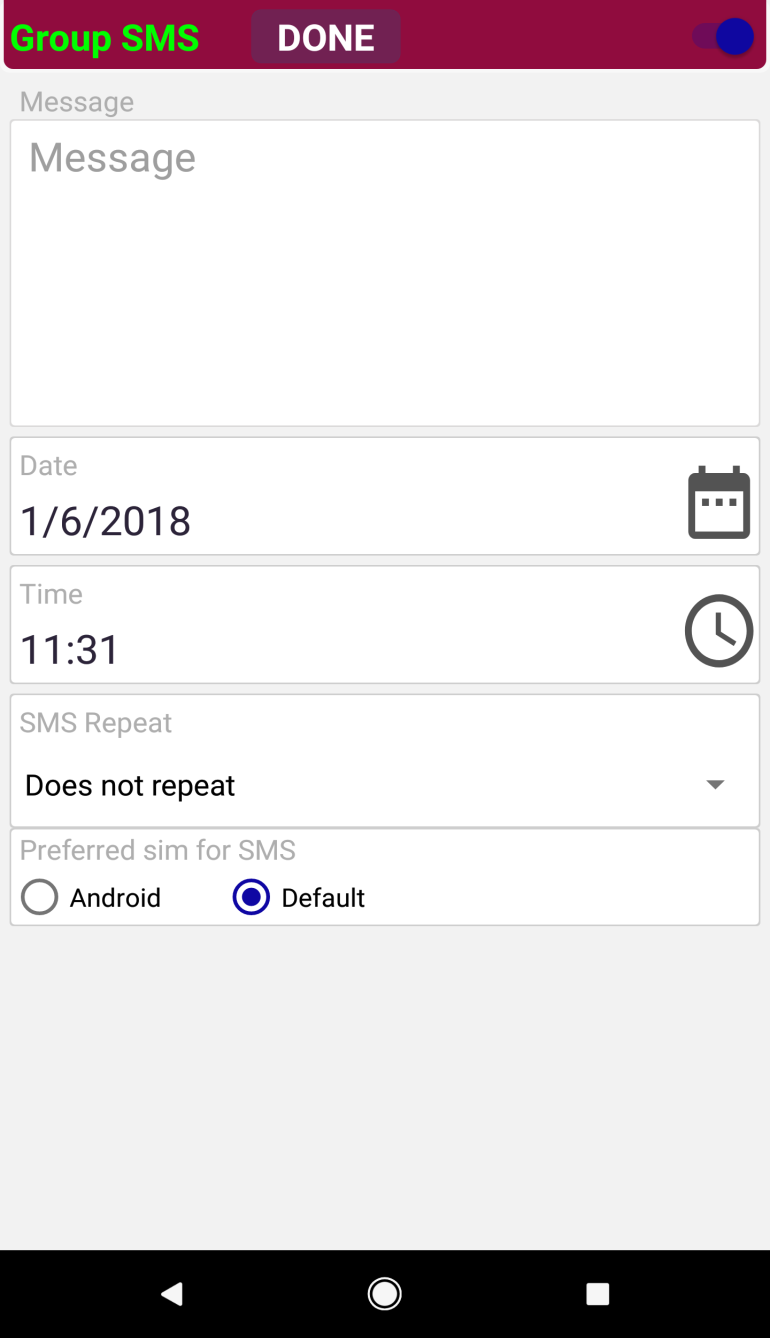 Group SMS DONE
Message
Message
Date
1/6/2018
Time
11:31
SMS Repeat
Does not repeat
Preferred sim for SMS
Android Default